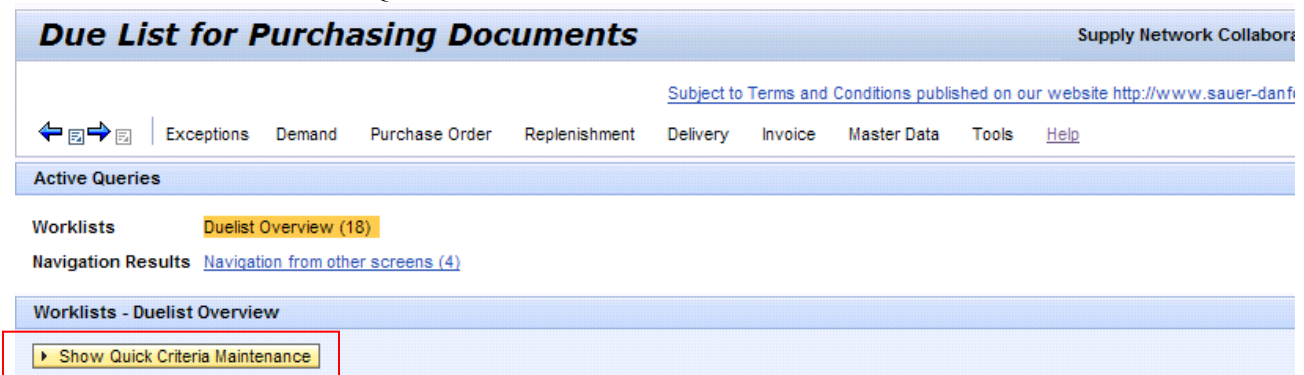 Due List for Purchasing Documents Supply Network Collabora
Subject to Terms and Conditions published on our website http://www.sauer-danf
Exceptions Demand Purchase Order Replenishment Delivery Invoice Master Data Tools Help
Active Queries
Worklists Duelist Overview (18)
Navigation Results Navigation from other screens (4)
Worklists - Duelist Overview
Show Quick Criteria Maintenance